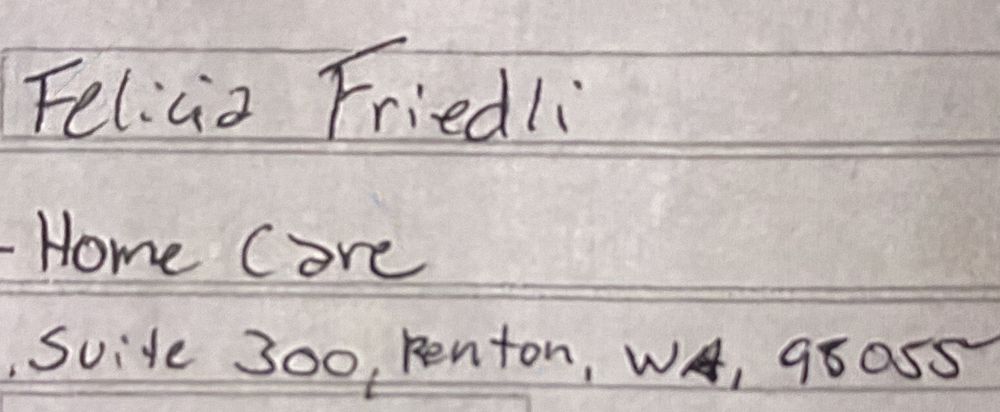 Felicia Friedli
- Home Care
, Suite 300, Renton, WA, 98055